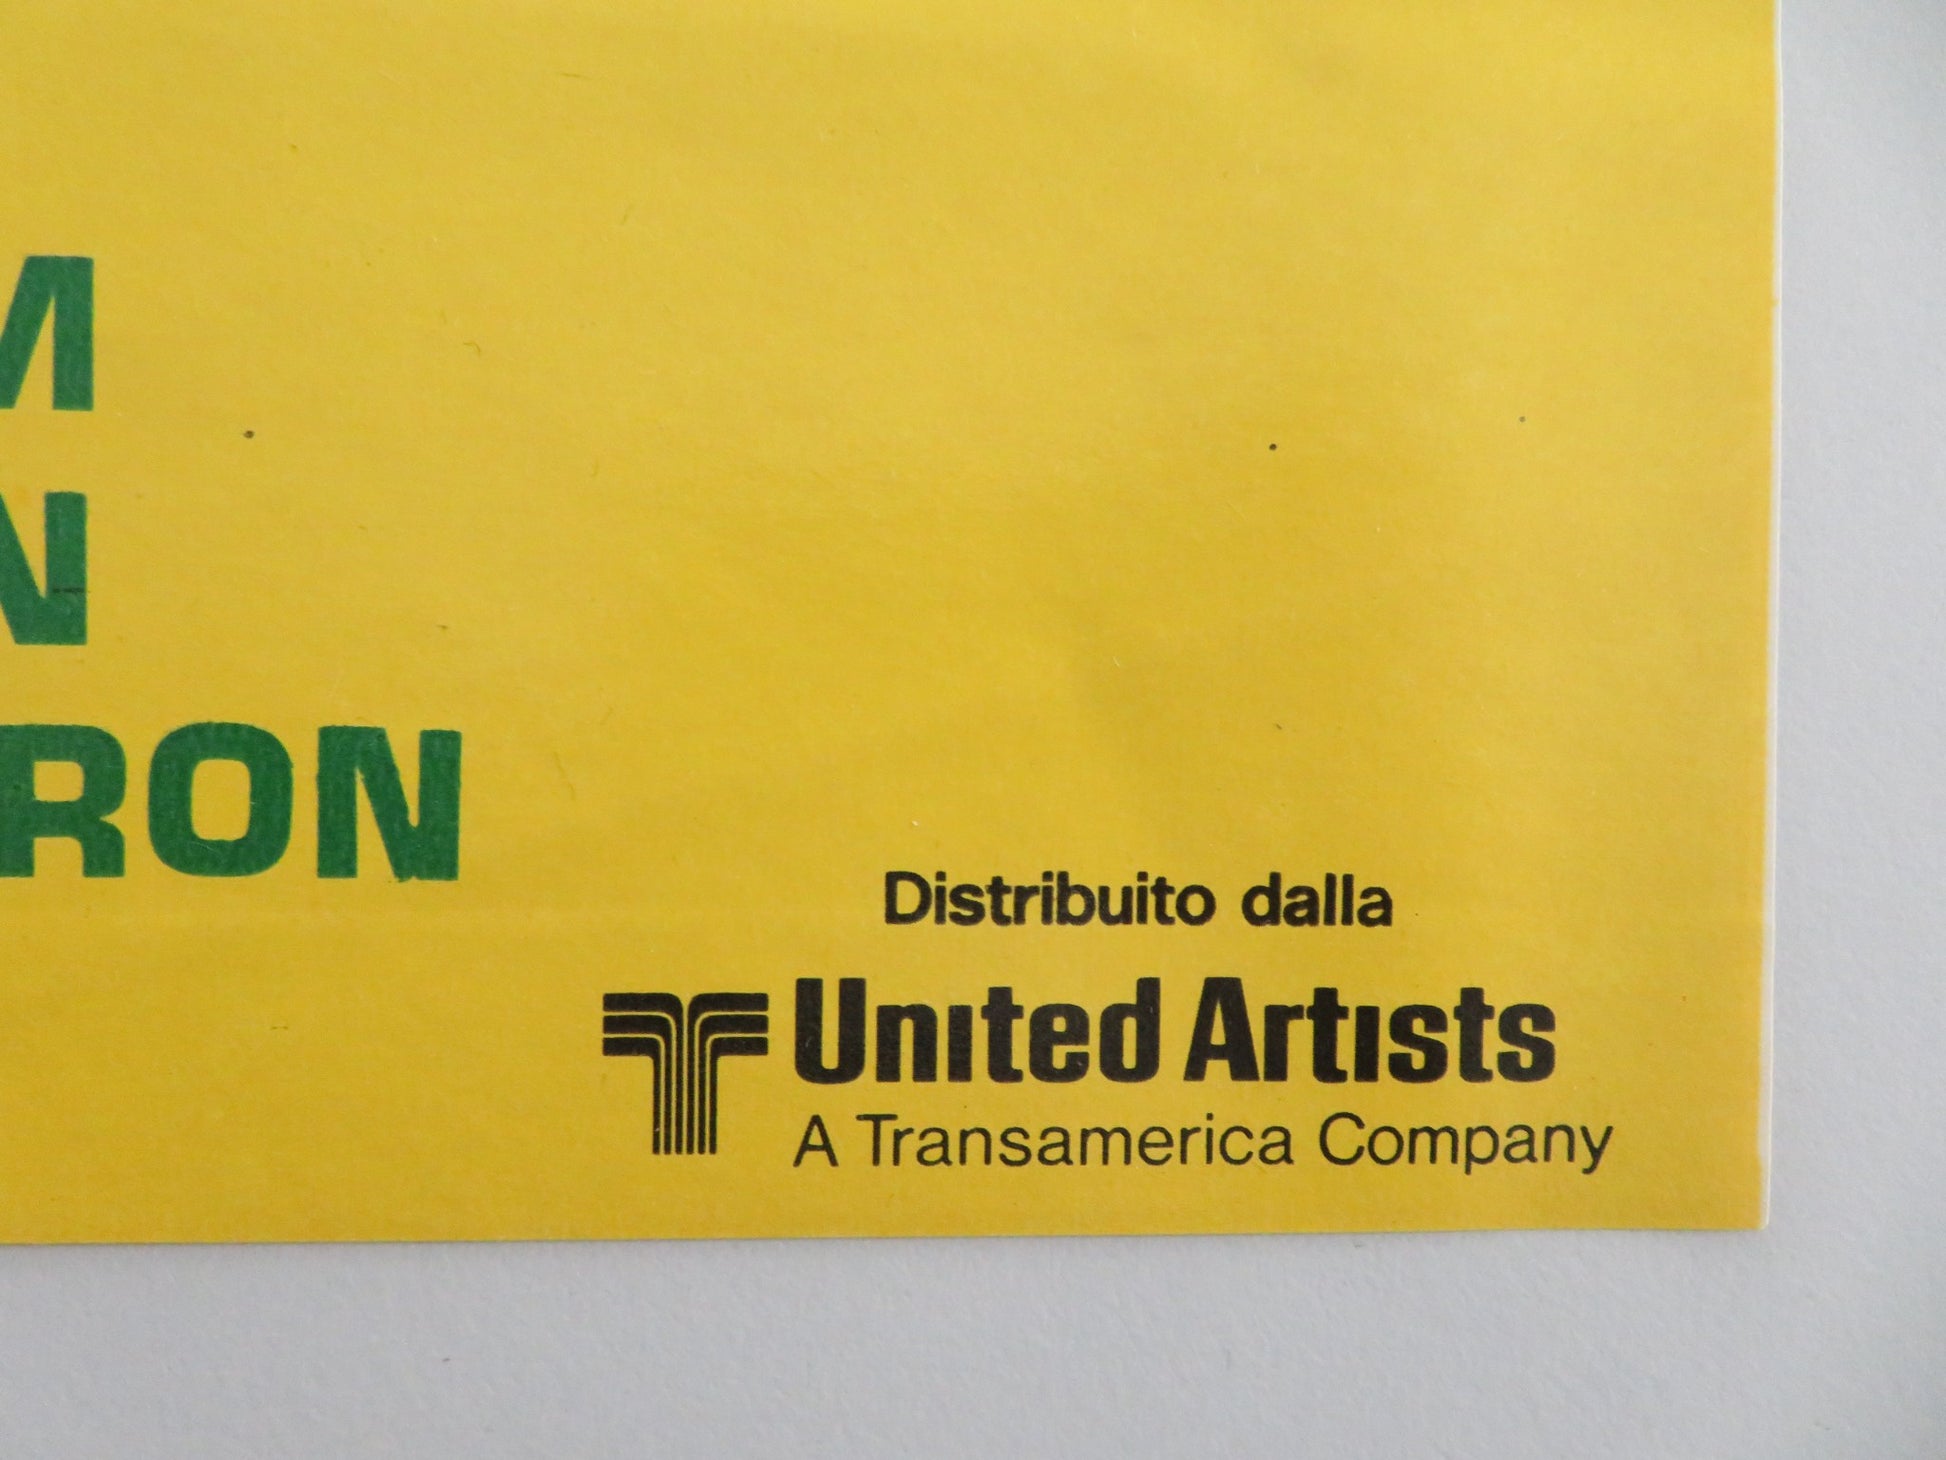 M
N
RON
Distribuito dalla
United Artists
A Transamerica Company